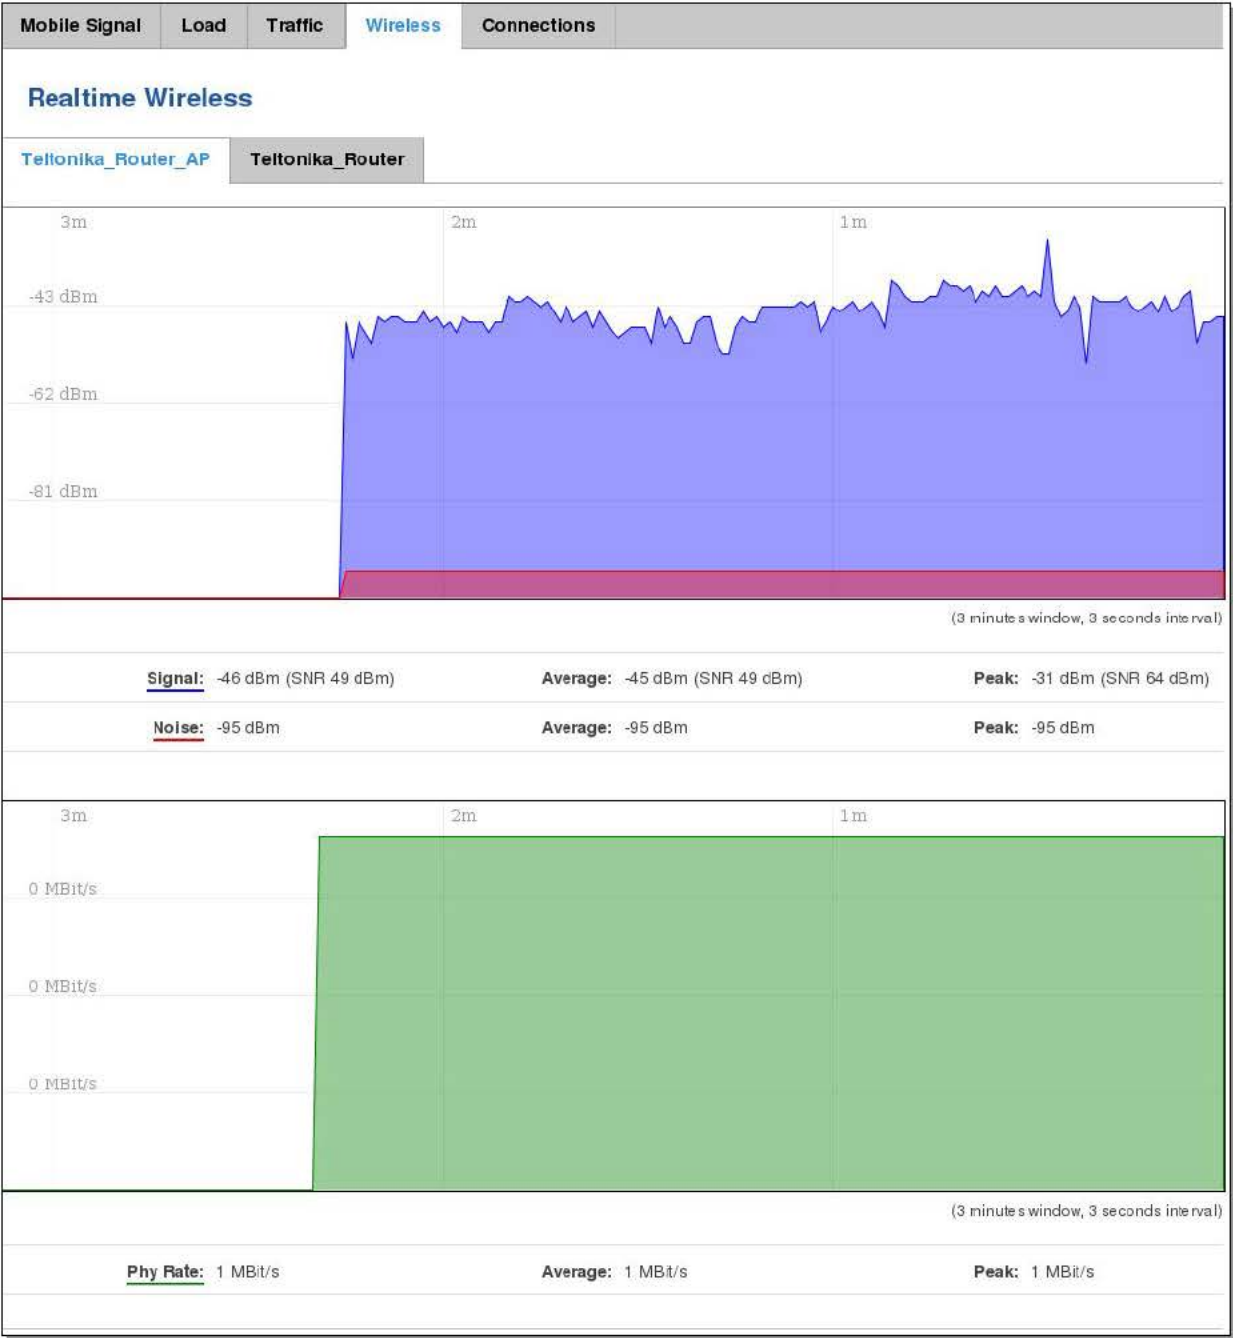 Mobile Signal Load Traffic Wireless Connections
Realtime Wireless
Teltonika_Router_AP Teltonika_Router
3m 2m 1m
-43 dBm
-62 dBm
-81 dBm
(3 minutes window, 3 seconds interval)
Signal: -46 dBm (SNR 49 dBm) Average: -45 dBm (SNR 49 dBm) Peak: -31 dBm (SNR 64 dBm)
Noise: -95 dBm Average: -95 dBm Peak: -95 dBm
3m 2m 1m
0 MBit/s
0 MBit/s
0 MBit/s
(3 minutes window, 3 seconds interval)
Phy Rate: 1 MBit/s Average: 1 MBit/s Peak: 1 MBit/s